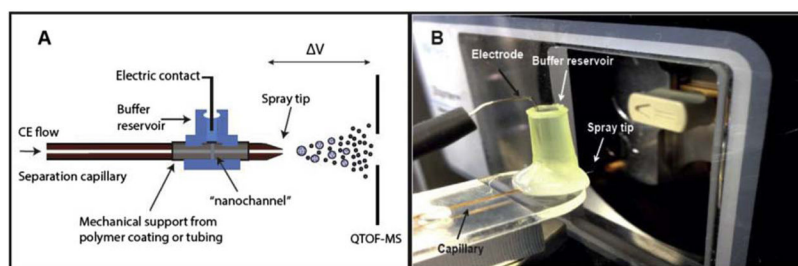 A
ΔV
Electric contact
Buffer
reservoir
Spray tip
CE flow
Separation capillary
"nanochannel"
Mechanical support from
polymer coating or tubing
QTOF-MS
B
Electrode
Buffer reservoir
Spray tip
Capillary